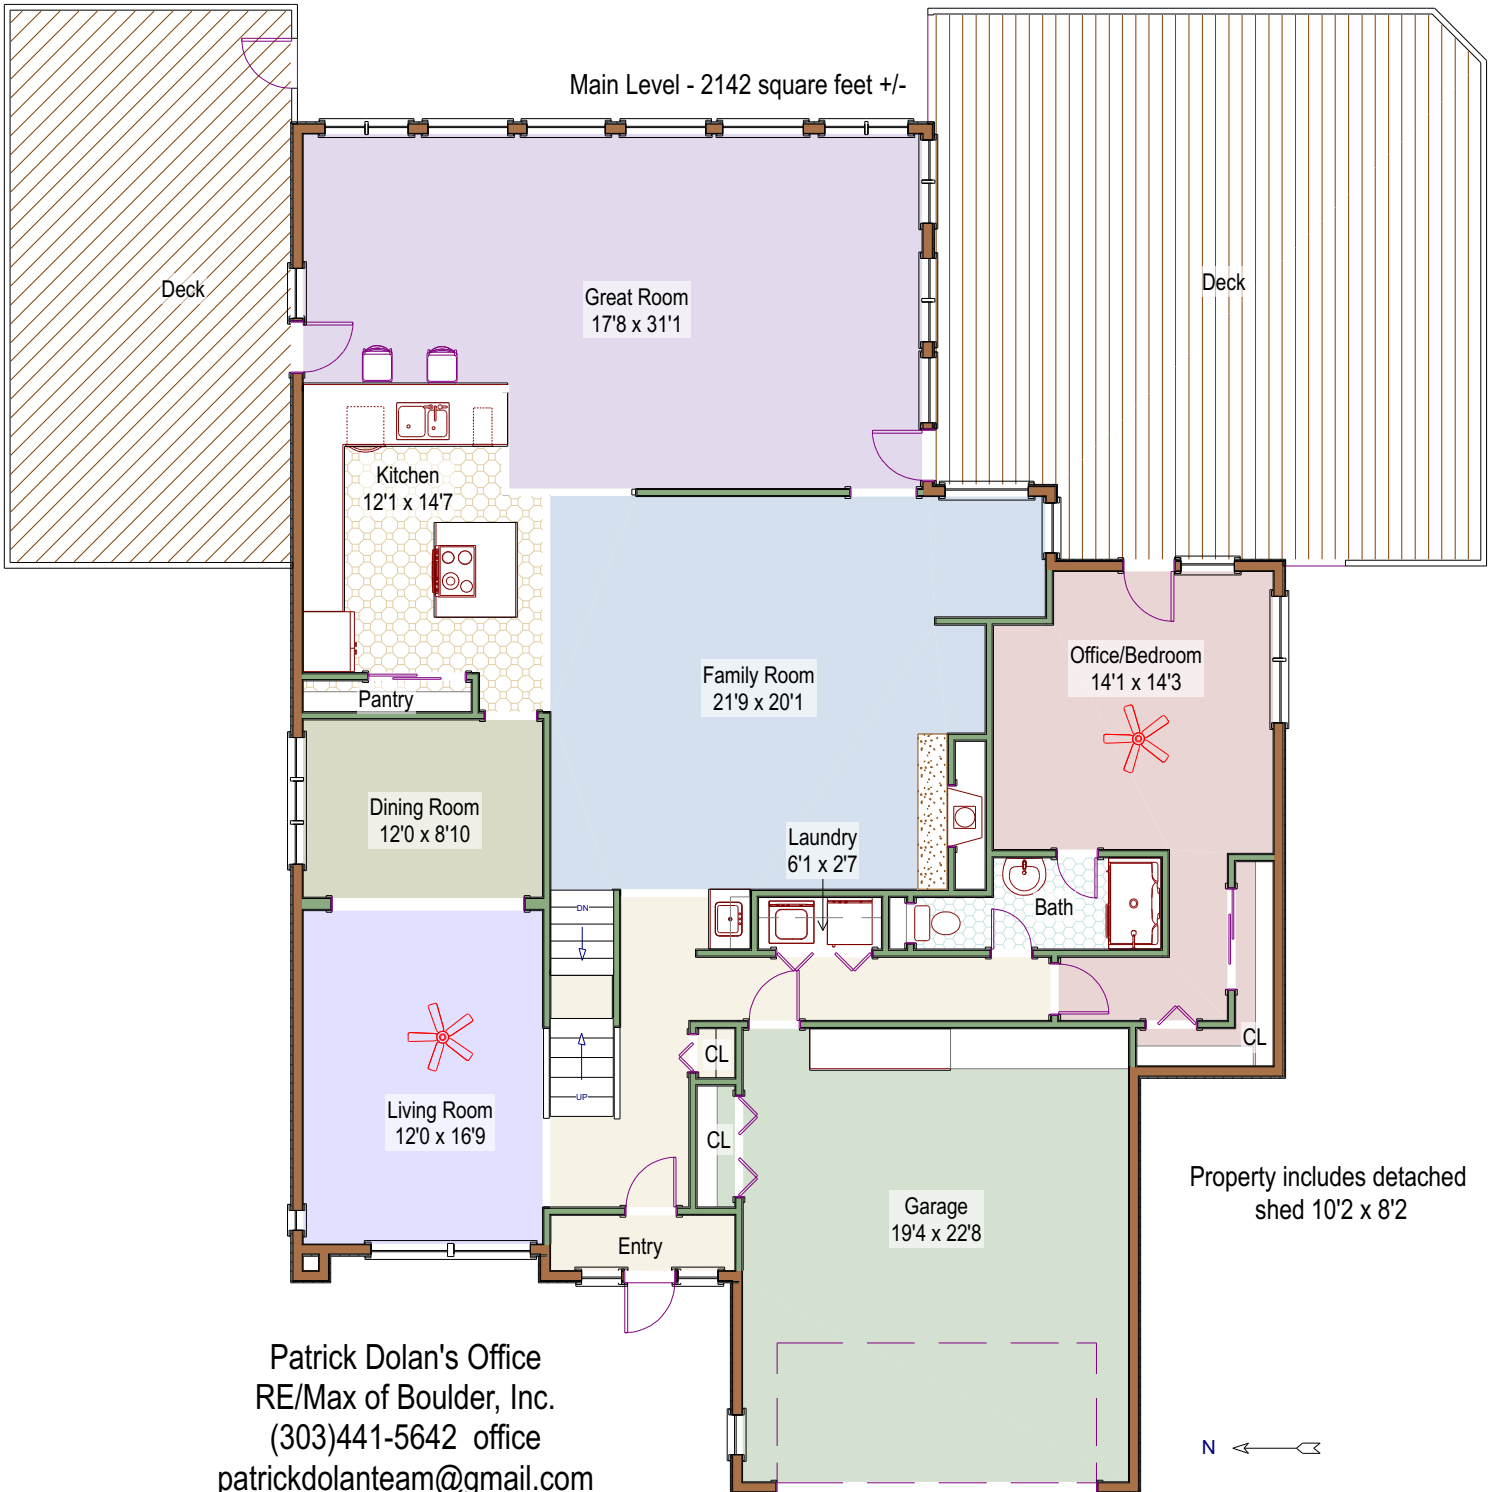 Main Level - 2142 square feet +/-
Deck
Great Room
17'8 x 31'1
Deck
Kitchen
12'1 x 14'7
Family Room
21'9 x 20'1
Office/Bedroom
14'1 x 14'3
Pantry
Dining Room
12'0 x 8'10
Laundry
6'1 x 2'7
Bath
DN
UP
Living Room
12'0 x 16'9
CL
CL
CL
Garage
19'4 x 22'8
Entry
Property includes detached
shed 10'2 x 8'2
Patrick Dolan's Office
RE/Max of Boulder, Inc.
(303)441-5642 office
patrickdolanteam@gmail.com
N